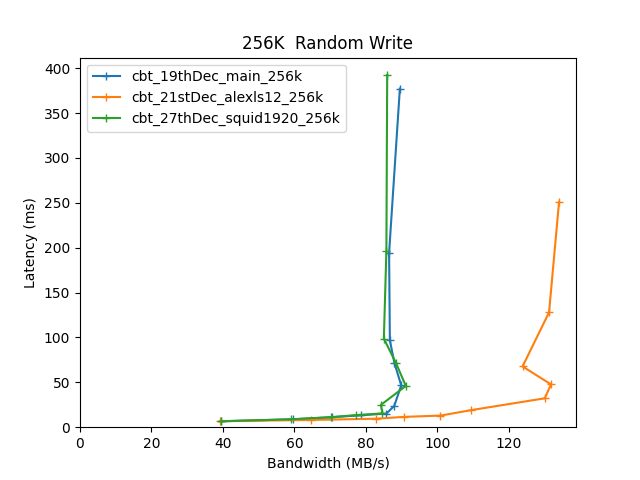 256K  Random Write
cbt_19thDec_main_256k
cbt_21stDec_alexls12_256k
cbt_27thDec_squid1920_256k
400
350
300
250
200
150
100
50
0
Latency (ms)
0 20 40 60 80 100 120
Bandwidth (MB/s)